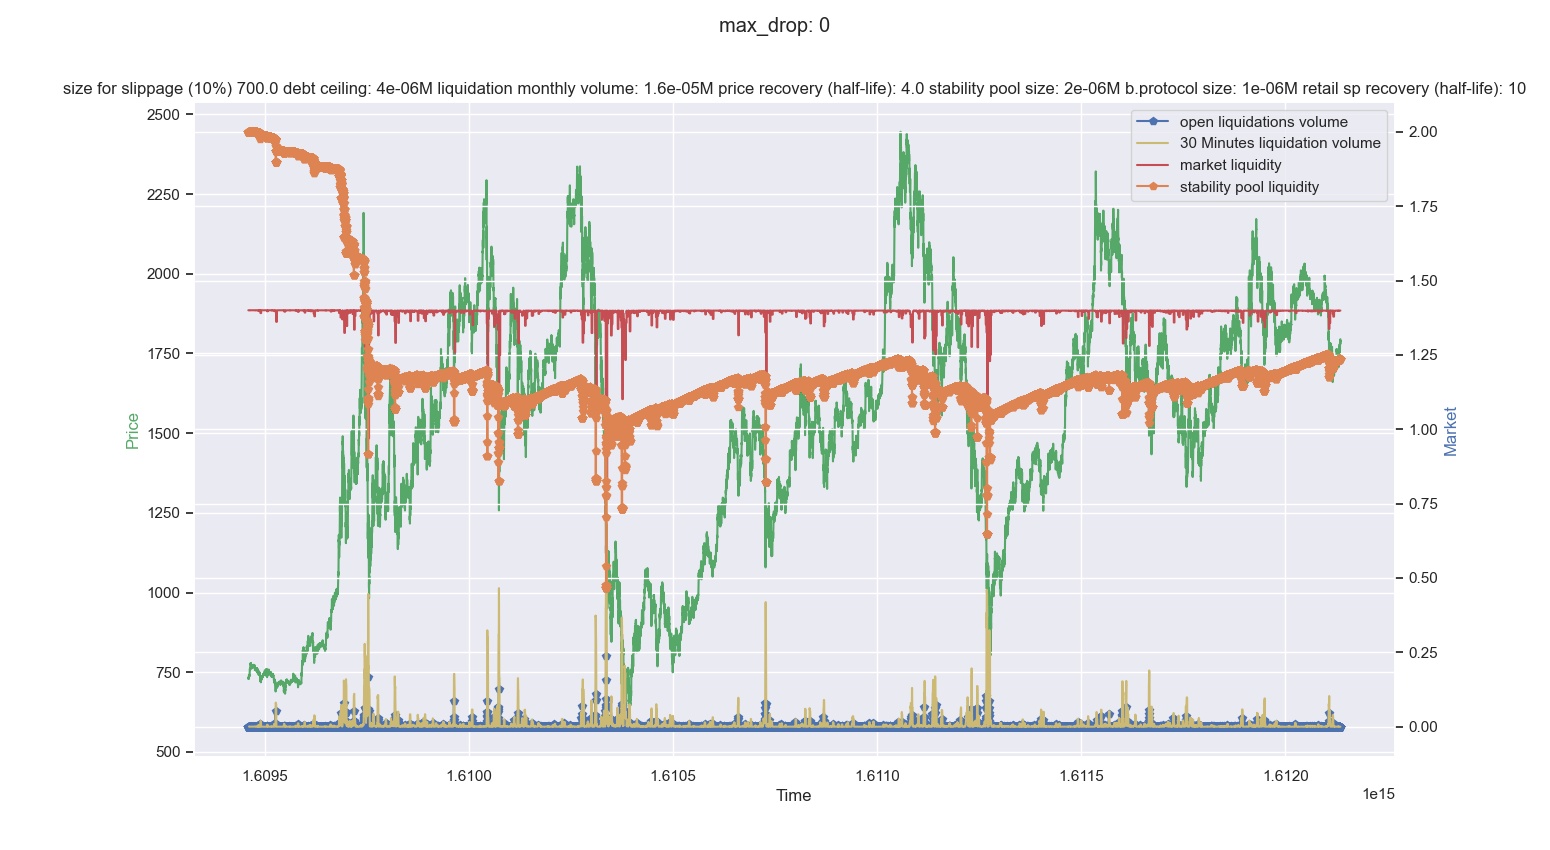 max_drop: 0
size for slippage (10%) 700.0 debt ceiling: 4e-06M liquidation monthly volume: 1.6e-05M price recovery (half-life): 4.0 stability pool size: 2e-06M b.protocol size: 1e-06M retail sp recovery (half-life): 10
open liquidations volume
30 Minutes liquidation volume
market liquidity
stability pool liquidity
2500
2250
2000
1750
1500
1250
1000
750
500
Price
2.00
1.75
1.50
1.25
1.00
0.75
0.50
0.25
0.00
Market
1.6095
1.6100
1.6105
1.6110
1.6115
1.6120
1e15
Time